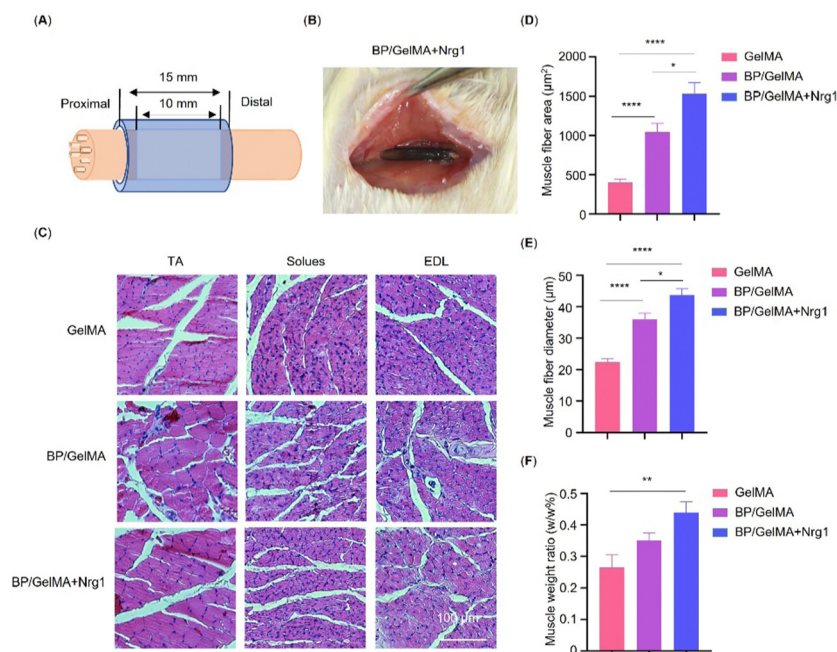 (A)
15 mm
Proximal
Distal
10 mm
(B)
BP/GelMA+Nrg1
(C)
TA
Solues
EDL
GelMA
BP/GelMA
BP/GelMA+Nrg1
100 μm
(D)
Muscle fiber area (μm²)
2000
1500
1000
500
0
****
*
****
GelMA
BP/GelMA
BP/GelMA+Nrg1
(E)
Muscle fiber diameter (μm)
50
40
30
20
10
0
****
****
*
GelMA
BP/GelMA
BP/GelMA+Nrg1
(F)
Muscle weight ratio (w/w%)
0.5
0.4
0.3
0.2
0.1
0
**
GelMA
BP/GelMA
BP/GelMA+Nrg1